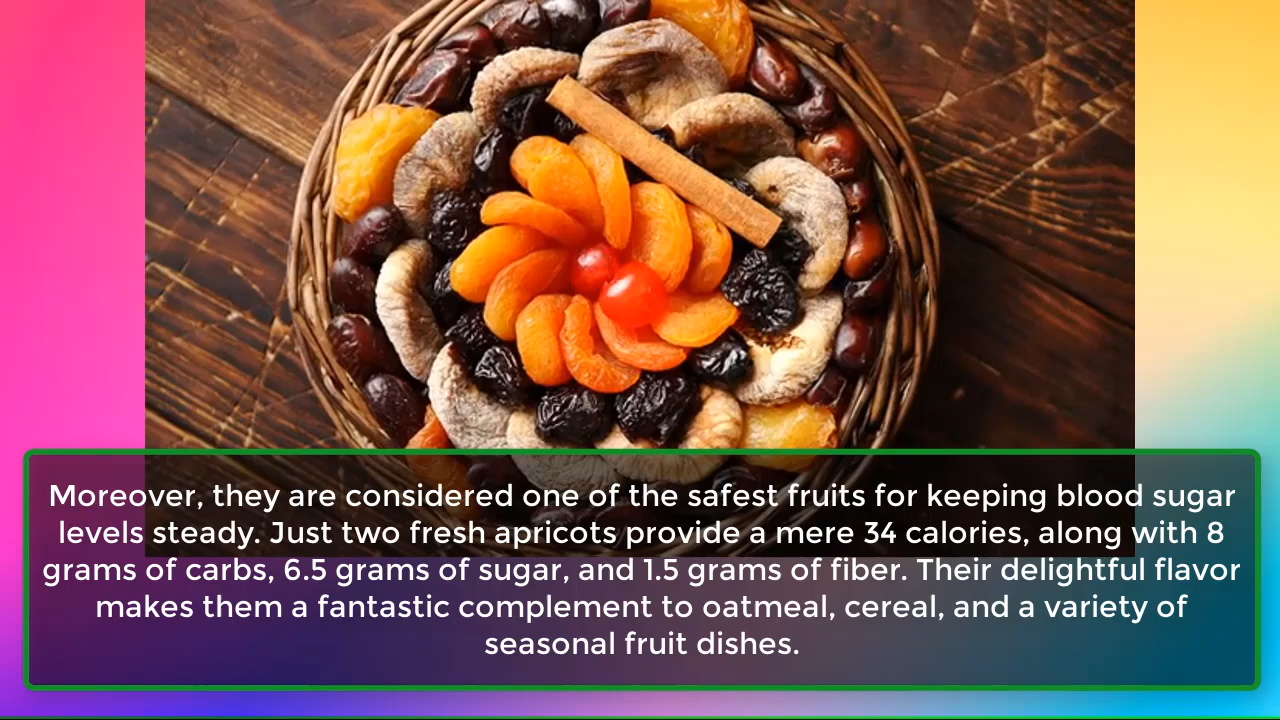 Moreover, they are considered one of the safest fruits for keeping blood sugar
levels steady. Just two fresh apricots provide a mere 34 calories, along with 8
grams of carbs, 6.5 grams of sugar, and 1.5 grams of fiber. Their delightful flavor
makes them a fantastic complement to oatmeal, cereal, and a variety of
seasonal fruit dishes.